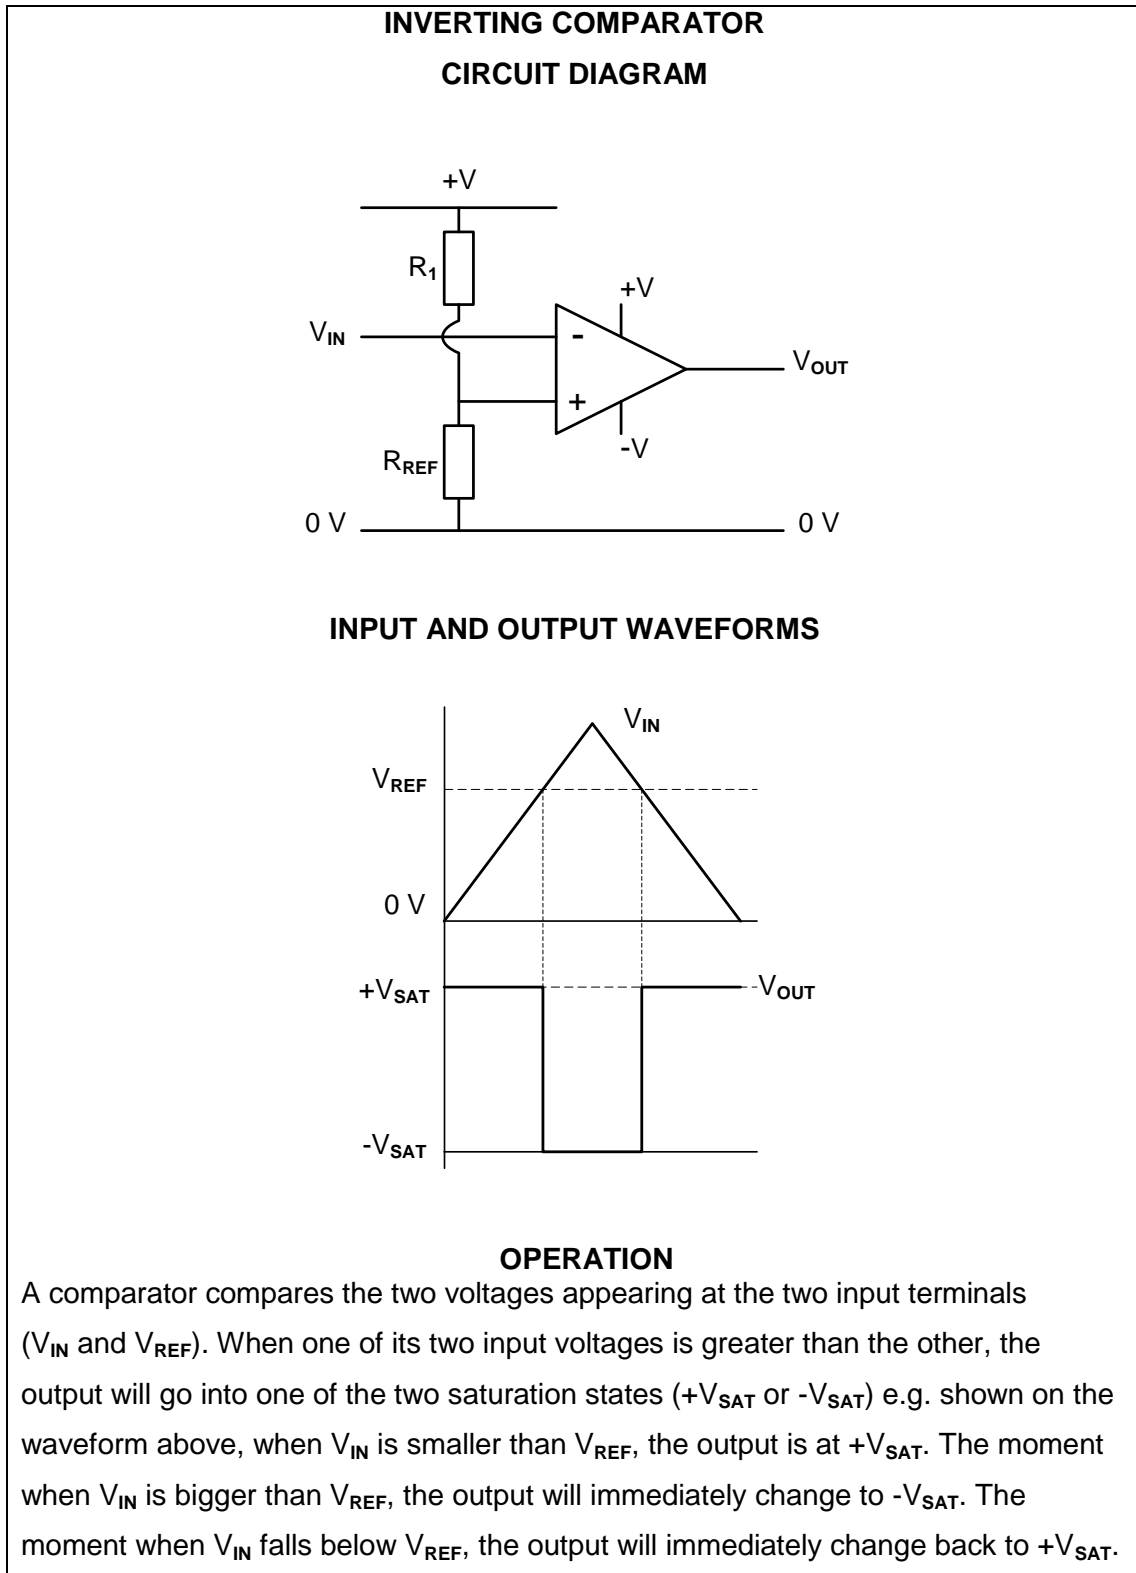 INVERTING COMPARATOR
CIRCUIT DIAGRAM
+V
R1
+V
VIN
-
VOUT
+
-V
RREF
0 V
0 V
INPUT AND OUTPUT WAVEFORMS
VIN
VREF
0 V
+VSAT
VOUT
-VSAT
OPERATION
A comparator compares the two voltages appearing at the two input terminals
(VIN and VREF). When one of its two input voltages is greater than the other, the
output will go into one of the two saturation states (+VSAT or -VSAT) e.g. shown on the
waveform above, when VIN is smaller than VREF, the output is at +VSAT. The moment
when VIN is bigger than VREF, the output will immediately change to -VSAT. The
moment when VIN falls below VREF, the output will immediately change back to +VSAT.